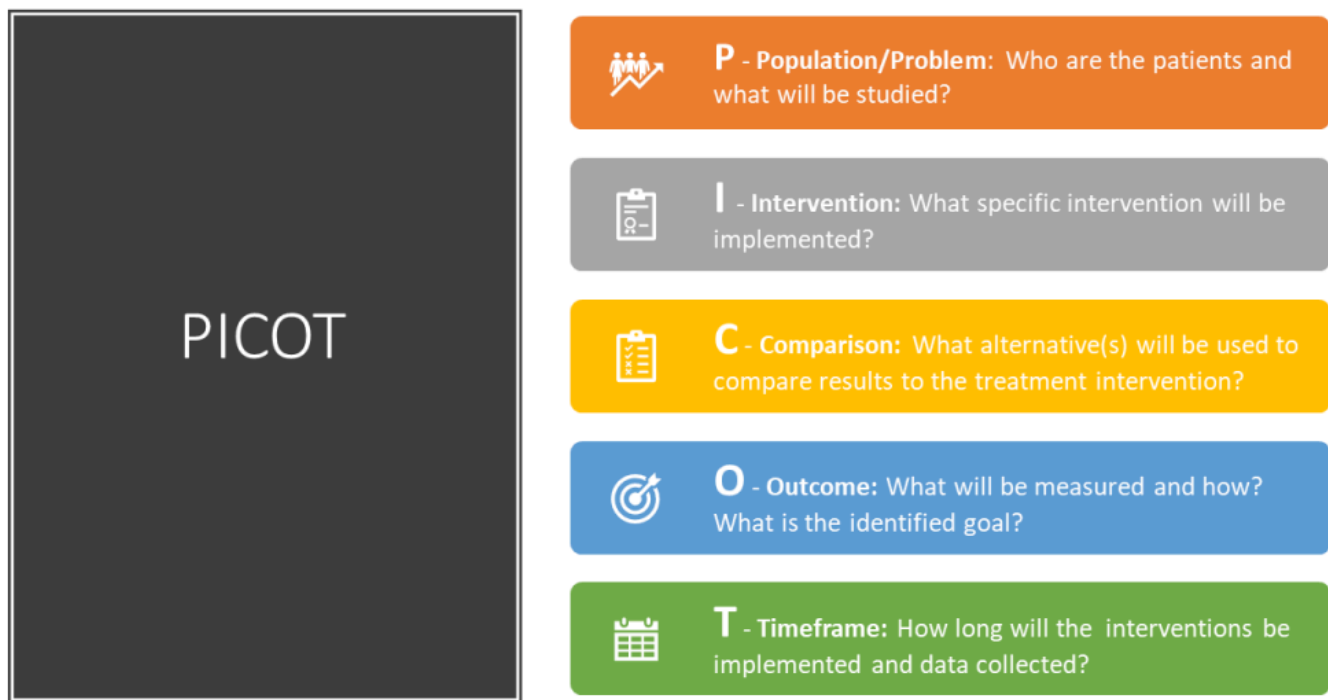 PICOT
P - Population/Problem: Who are the patients and
what will be studied?
I - Intervention: What specific intervention will be
implemented?
C - Comparison: What alternative(s) will be used to
compare results to the treatment intervention?
O - Outcome: What will be measured and how?
What is the identified goal?
T - Timeframe: How long will the interventions be
implemented and data collected?